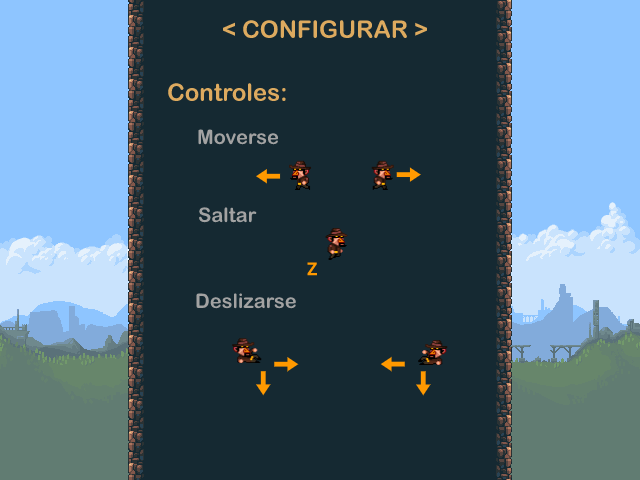 < CONFIGURAR >
Controles:
Moverse
Saltar
Z
Deslizarse